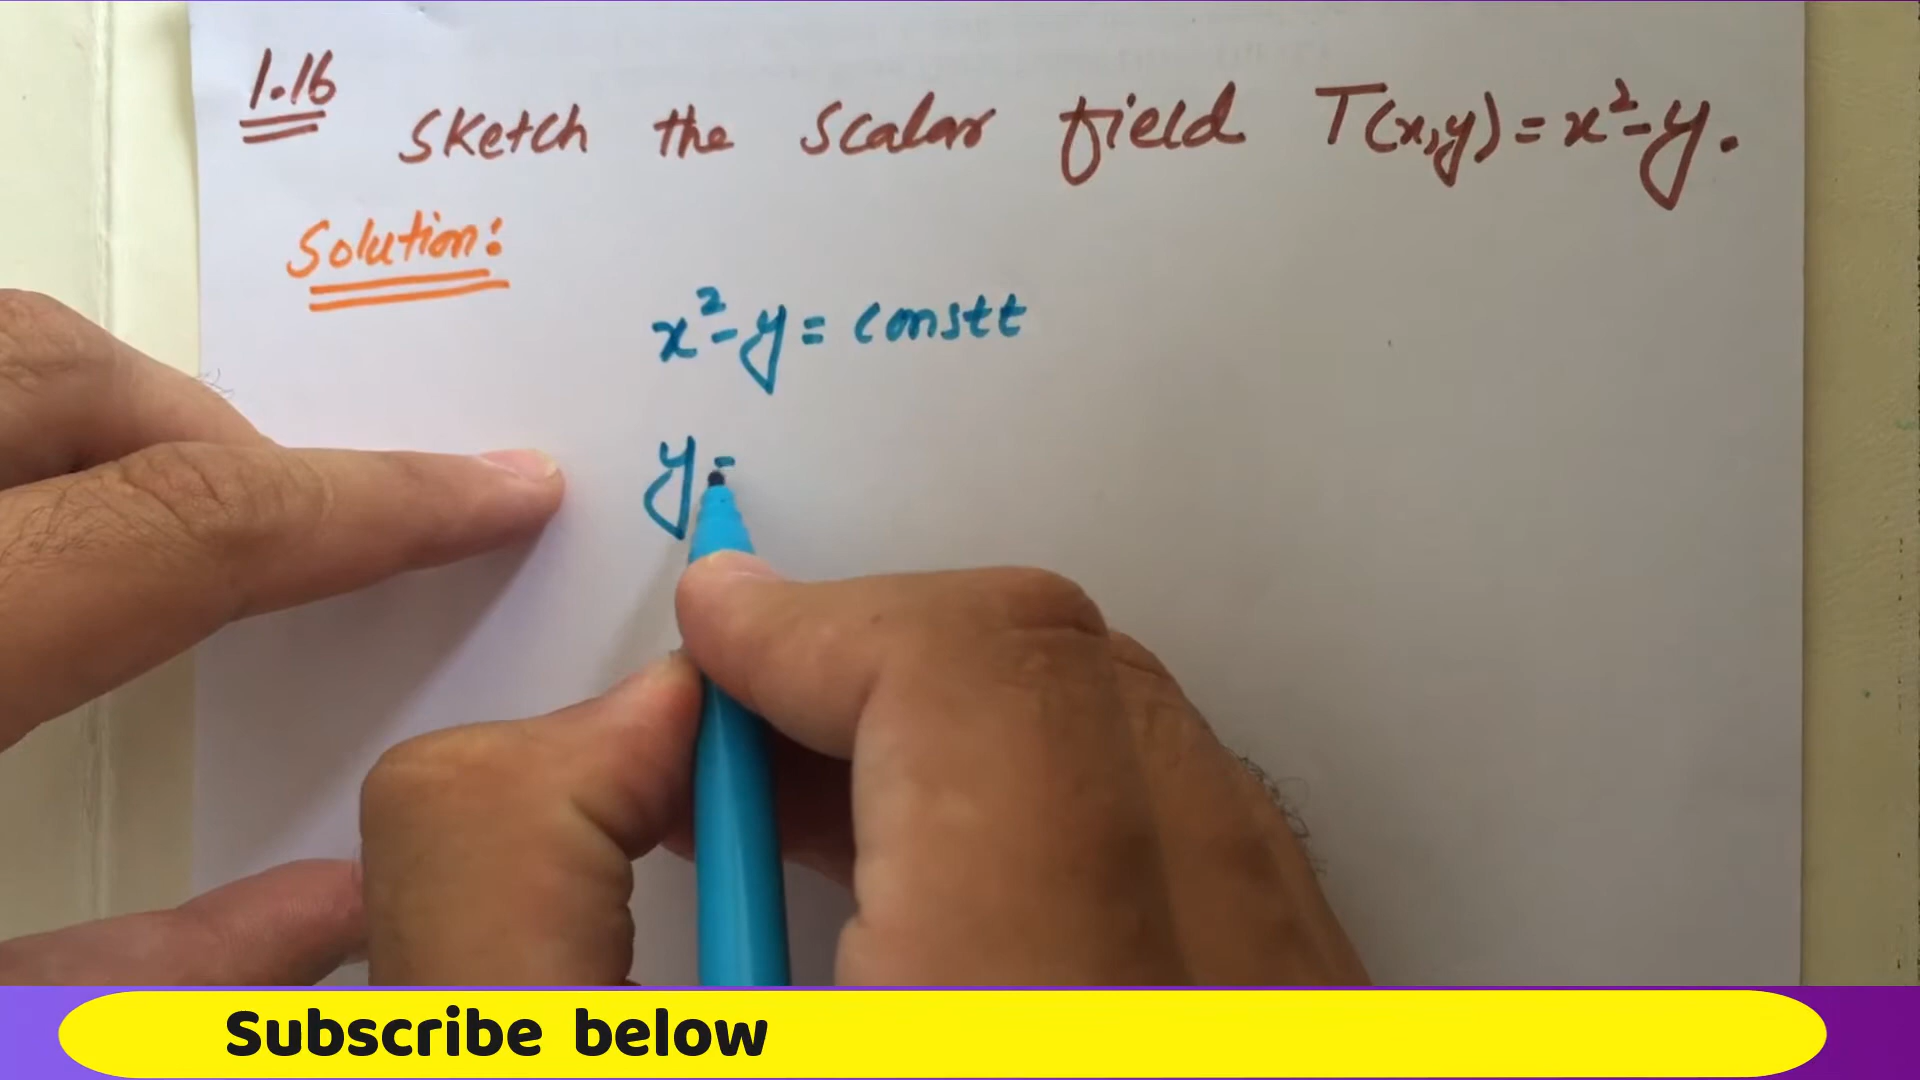 1.16
Sketch the scalar field T(x,y) = x²-y.
Solution:
x²-y = constt
y =
Subscribe below